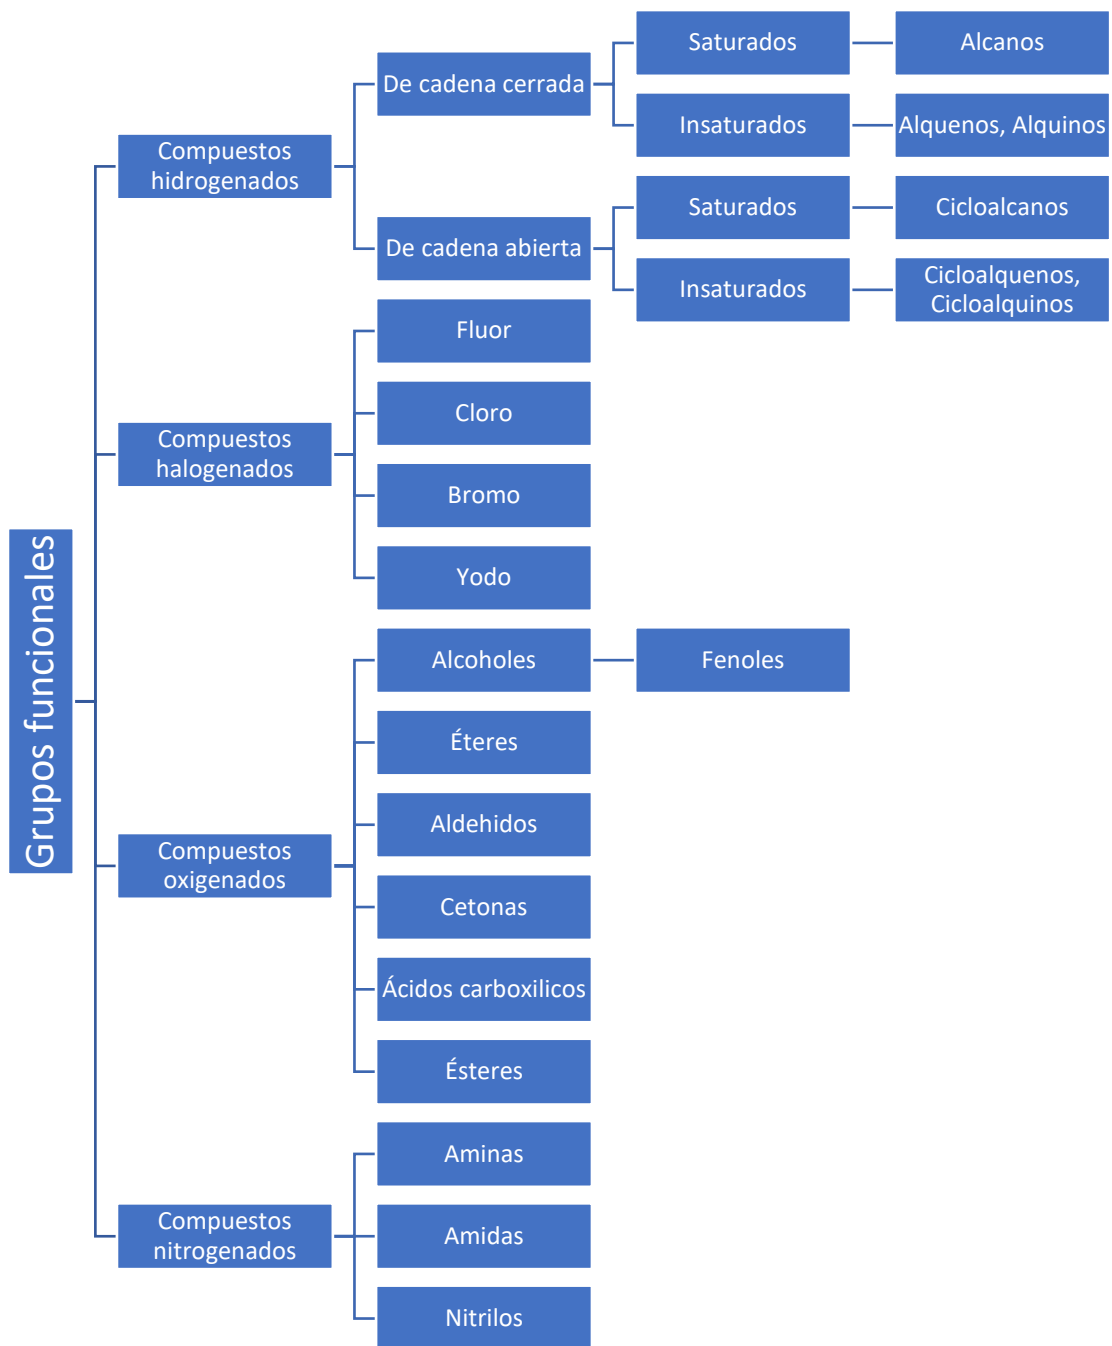 Grupos funcionales
Compuestos
hidrogenados
De cadena cerrada
Saturados
Alcanos
Insaturados
Alquenos, Alquinos
De cadena abierta
Saturados
Cicloalcanos
Insaturados
Cicloalquenos,
Cicloalquinos
Compuestos
halogenados
Fluor
Cloro
Bromo
Yodo
Compuestos
oxigenados
Alcoholes
Fenoles
Éteres
Aldehidos
Cetonas
Ácidos carboxilicos
Ésteres
Compuestos
nitrogenados
Aminas
Amidas
Nitrilos